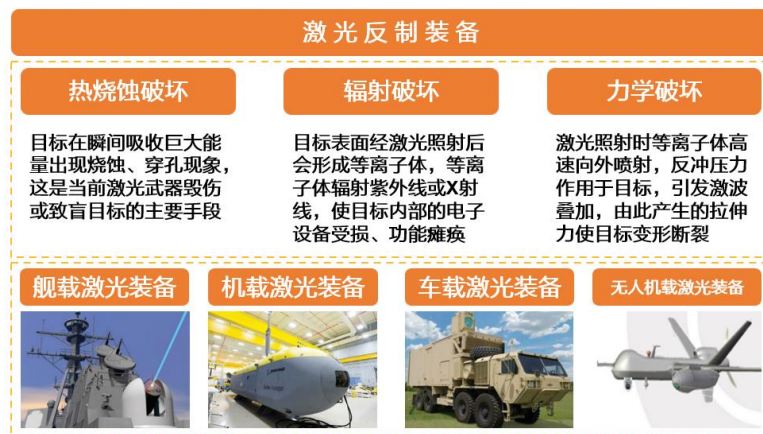 激光反制装备
热烧蚀破坏
辐射破坏
力学破坏
目标在瞬间吸收巨大能
量出现烧蚀、穿孔现象，
这是当前激光武器毁伤
或致盲目标的主要手段
目标表面经激光照射后
会形成等离子体，等离
子体辐射紫外线或X射
线，使目标内部的电子
设备受损、功能瘫痪
激光照射时等离子体高
速向外喷射，反冲压力
作用于目标，引发激波
叠加，由此产生的拉伸
力使目标变形断裂
舰载激光装备
机载激光装备
车载激光装备
无人机载激光装备